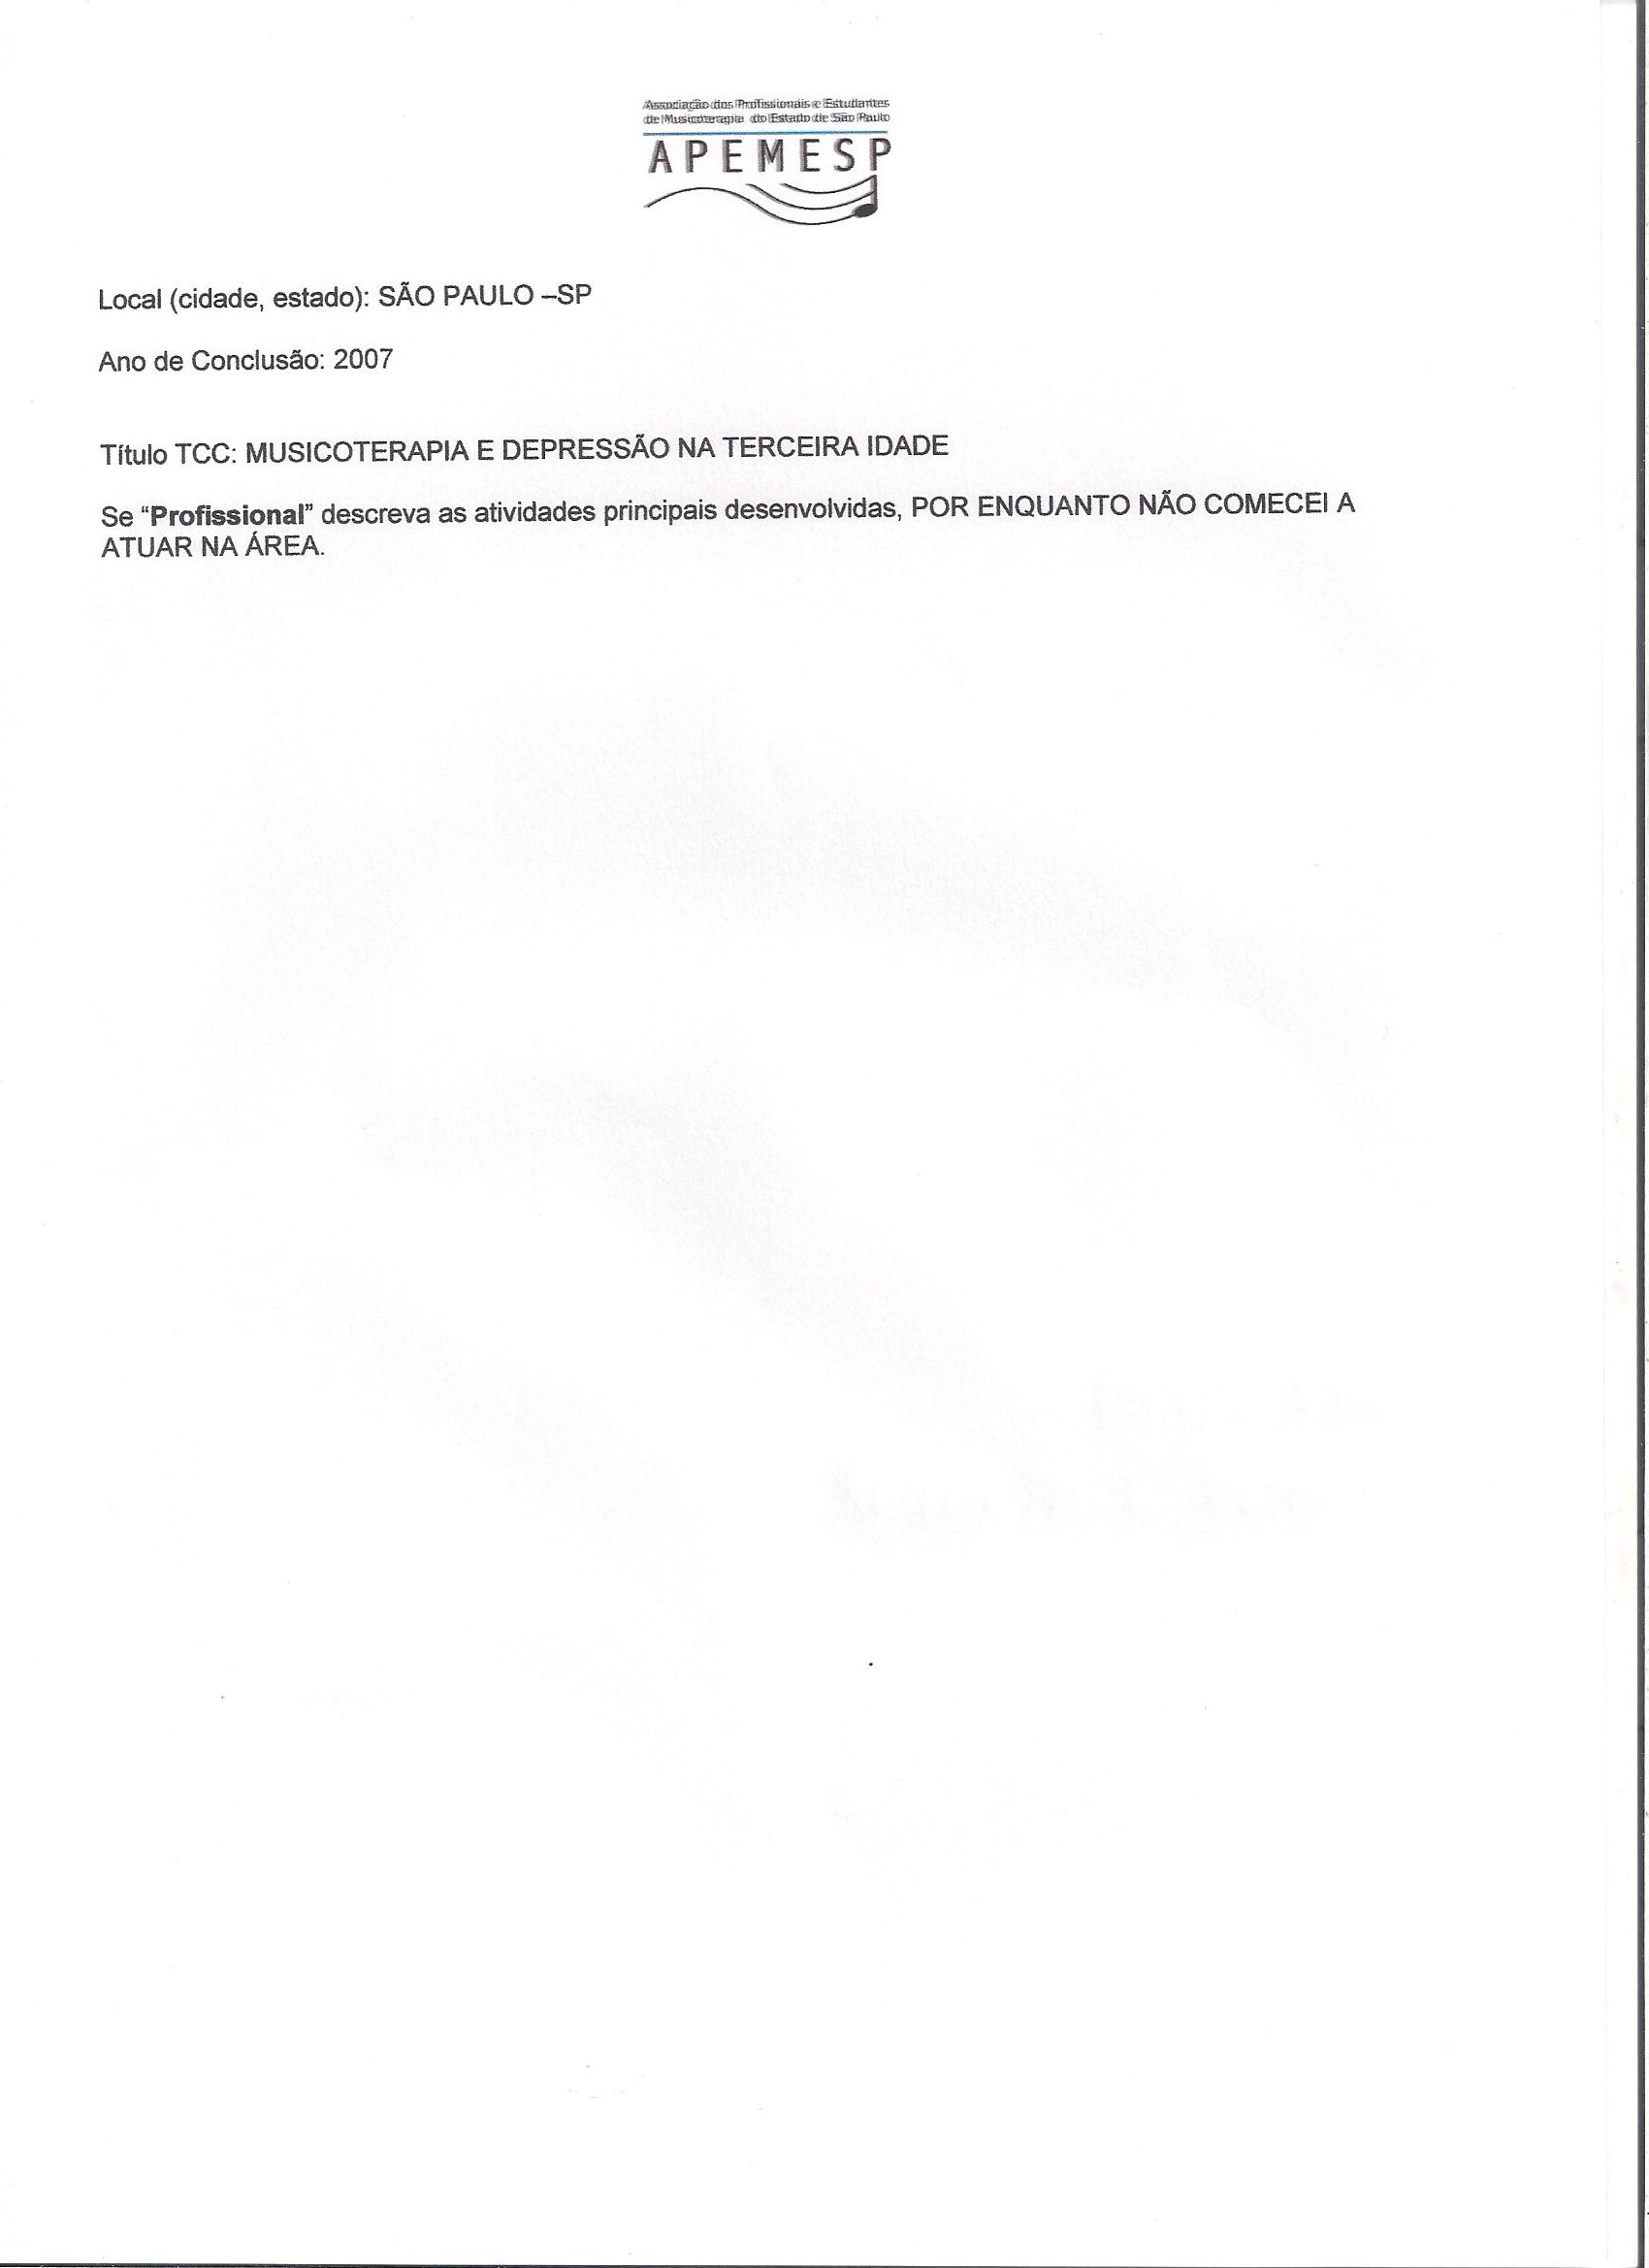 Associação dos Profissionais e Estudantes
de Musicoterapia do Estado de São Paulo
APEMESP
Local (cidade, estado): SÃO PAULO –SP
Ano de Conclusão: 2007
Título TCC: MUSICOTERAPIA E DEPRESSÃO NA TERCEIRA IDADE
Se “Profissional” descreva as atividades principais desenvolvidas, POR ENQUANTO NÃO COMECEI A
ATUAR NA ÁREA.